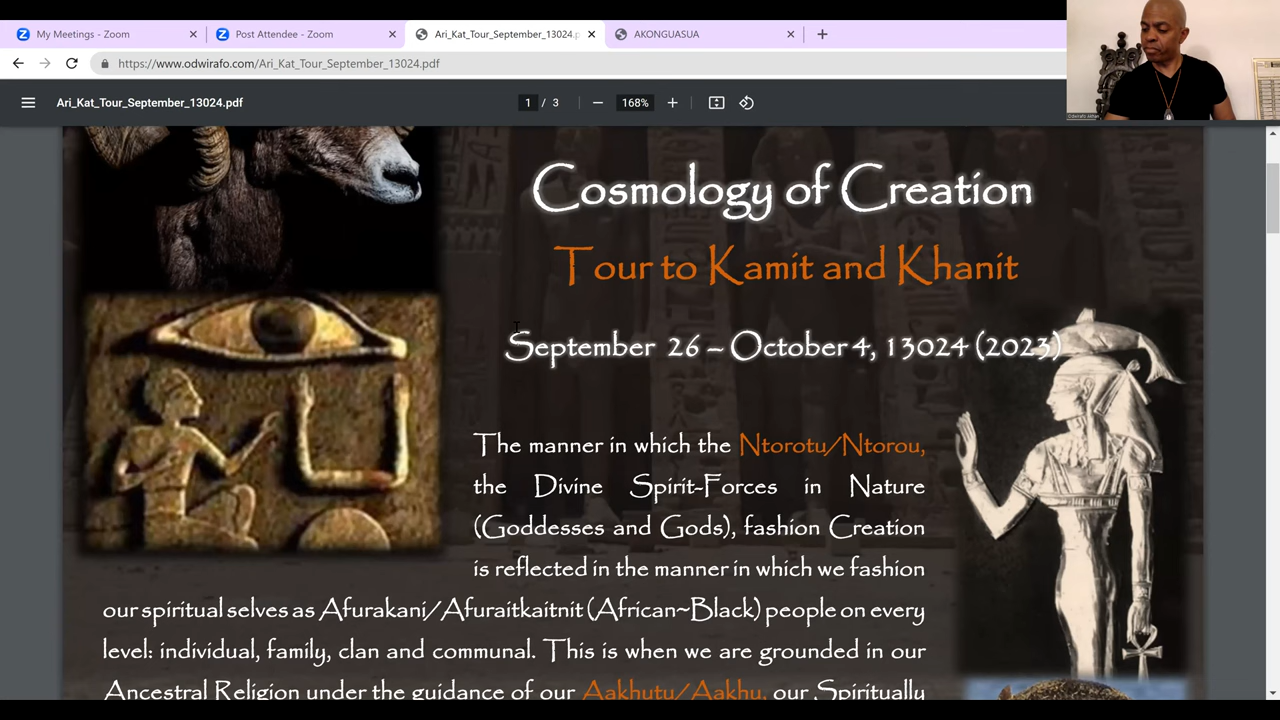 My Meetings - Zoom
Post Attendee - Zoom
Ari_Kat_Tour_September_13024.p
AKONGUASUA
https://www.odwirafo.com/Ari_Kat_Tour_September_13024.pdf
Ari_Kat_Tour_September_13024.pdf
1 / 3
168%
Cosmology of Creation
Tour to Kamit and Khanit
September 26 – October 4, 13024 (2023)
The manner in which the Ntorotu/Ntorou,
the Divine Spirit-Forces in Nature
(Goddesses and Gods), fashion Creation
is reflected in the manner in which we fashion
our spiritual selves as Afurakani/Afuraitkaitnit (African~Black) people on every
level: individual, family, clan and communal. This is when we are grounded in our
Ancestral Religion under the guidance of our Aakhutu/Aakhu, our Spiritually